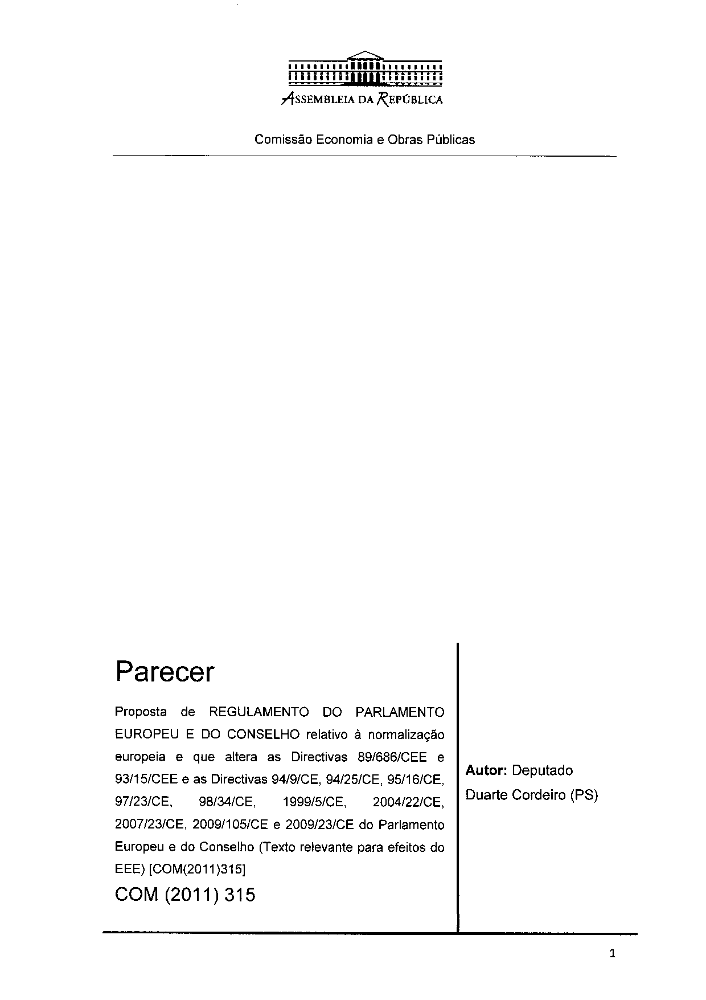 ASSEMBLEIA DA REPÚBLICA
Comissão Economia e Obras Públicas
Parecer
Proposta de REGULAMENTO DO PARLAMENTO
EUROPEU E DO CONSELHO relativo à normalização
europeia e que altera as Directivas 89/686/CEE e
93/15/CEE e as Directivas 94/9/CE, 94/25/CE, 95/16/CE,
97/23/CE, 98/34/CE, 1999/5/CE, 2004/22/CE,
2007/23/CE, 2009/105/CE e 2009/23/CE do Parlamento
Europeu e do Conselho (Texto relevante para efeitos do
EEE) [COM(2011)315]
COM (2011) 315
Autor: Deputado
Duarte Cordeiro (PS)
1